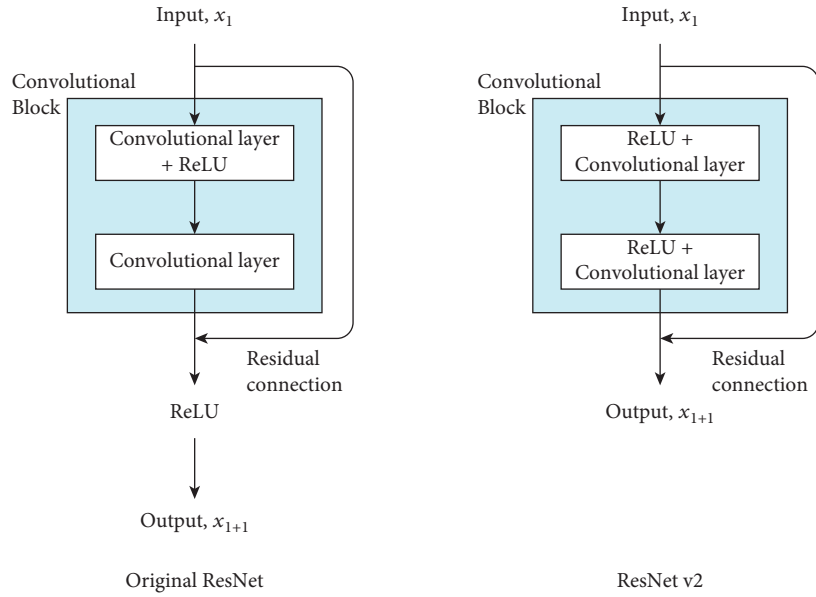 Input, x₁
Convolutional
Block
Convolutional layer
+ ReLU
Convolutional layer
Residual
connection
ReLU
Output, x₁₊₁
Original ResNet
Input, x₁
Convolutional
Block
ReLU +
Convolutional layer
ReLU +
Convolutional layer
Residual
connection
Output, x₁₊₁
ResNet v2